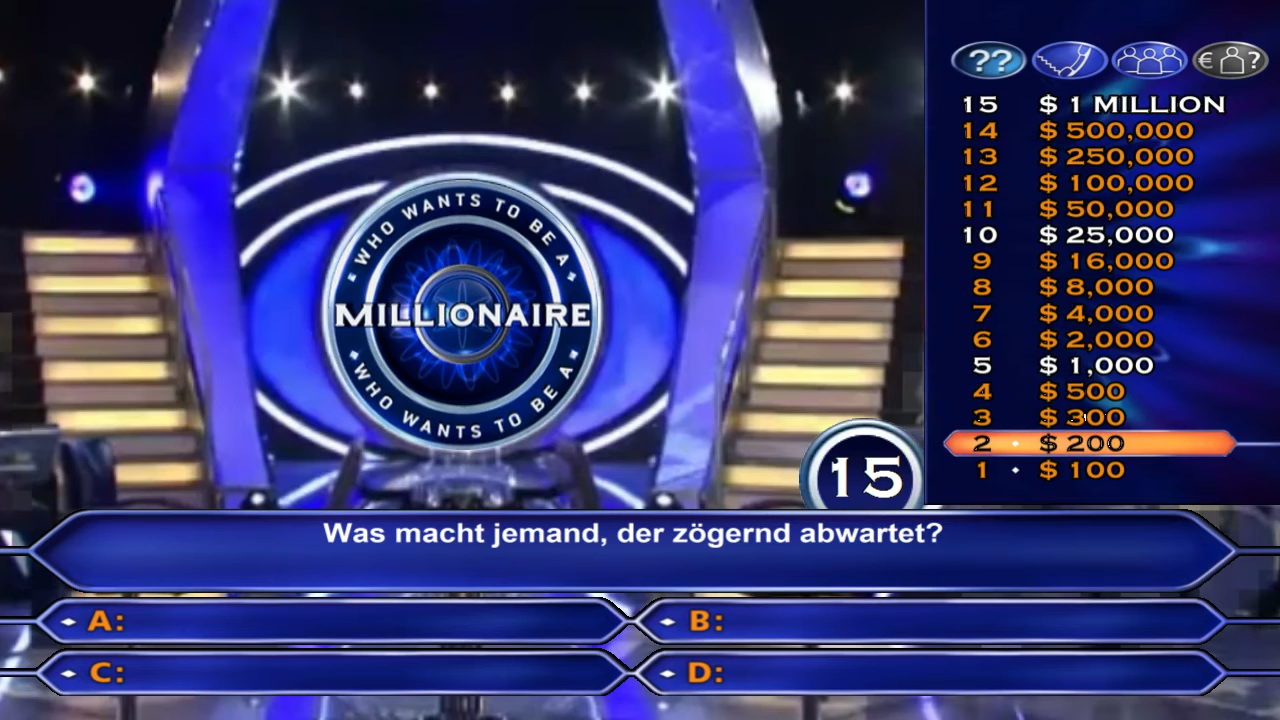 WHO WANTS TO BE A
MILLIONAIRE
WHO WANTS TO BE A
?? € ?
15 $ 1 MILLION
14 $ 500,000
13 $ 250,000
12 $ 100,000
11 $ 50,000
10 $ 25,000
9 $ 16,000
8 $ 8,000
7 $ 4,000
6 $ 2,000
5 $ 1,000
4 $ 500
3 $ 300
2 $ 200
1 $ 100
15
Was macht jemand, der zögernd abwartet?
A:
B:
C:
D: